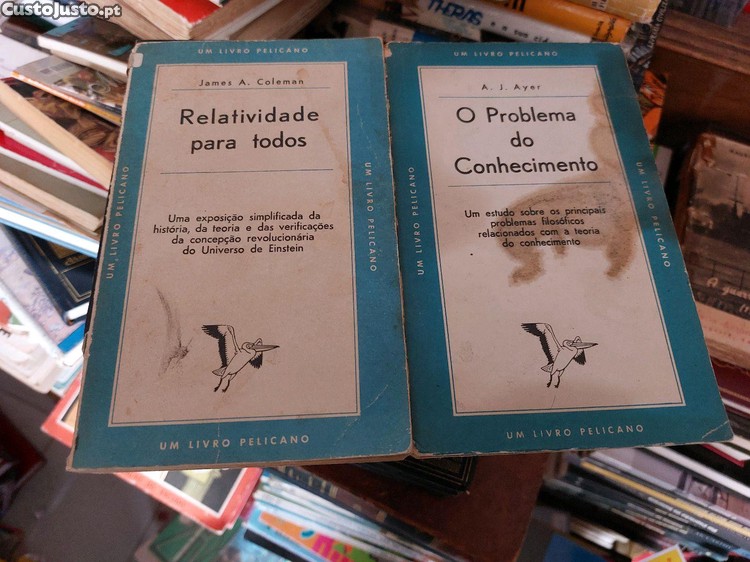 CustoJusto.pt
UM LIVRO PELICANO
James A. Coleman
Relatividade
para todos
Uma exposição simplificada da
história, da teoria e das verificações
da concepção revolucionária
do Universo de Einstein
UM LIVRO PELICANO
UM LIVRO PELICANO
UM LIVRO PELICANO
UM LIVRO PELICANO
A. J. Ayer
O Problema
do
Conhecimento
Um estudo sobre os principais
problemas filosóficos
relacionados com a teoria
do conhecimento
UM LIVRO PELICANO
UM LIVRO PELICANO
UM LIVRO PELICANO